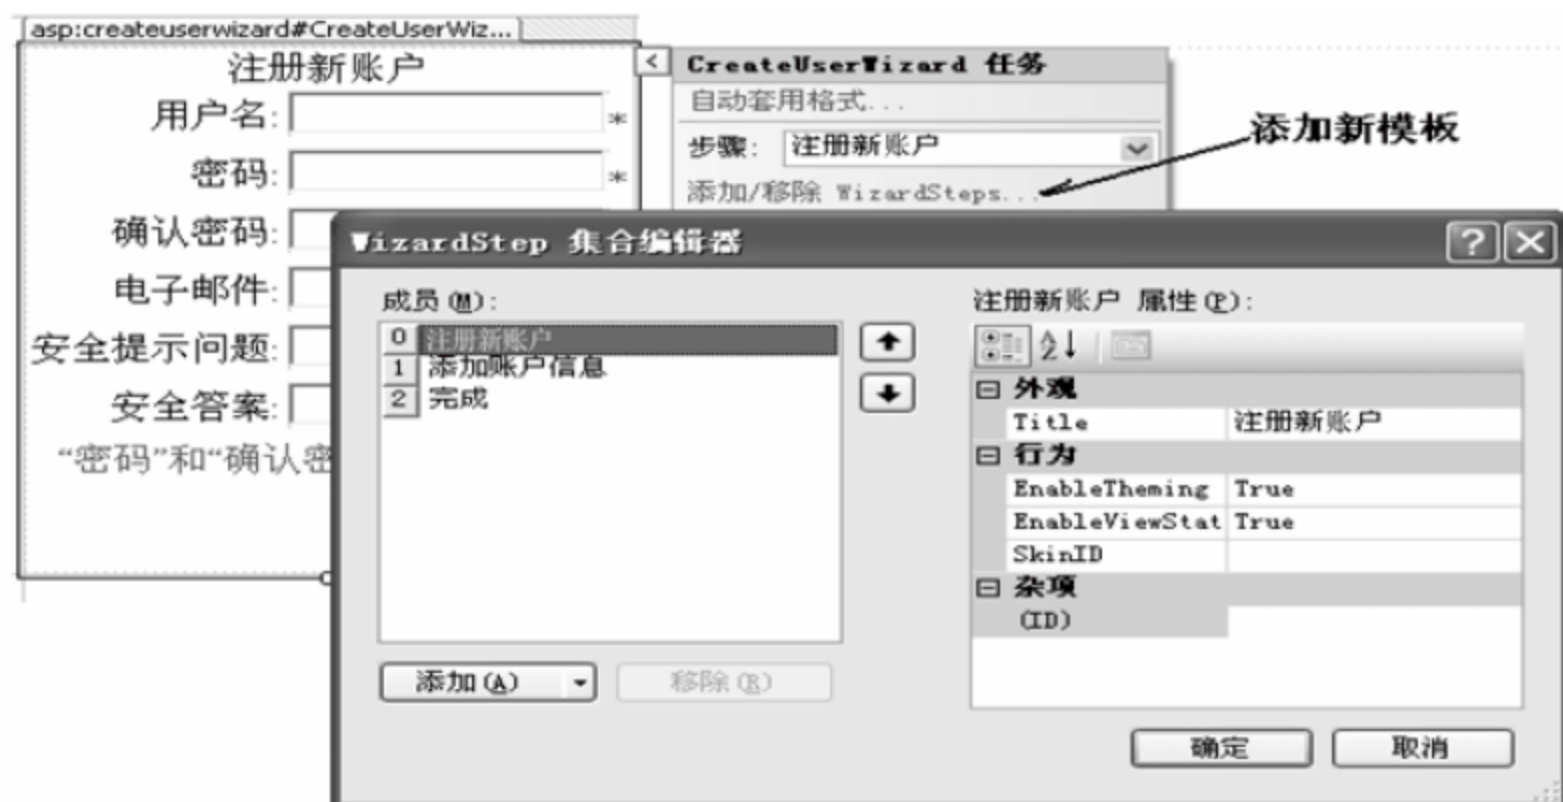 asp:createuserwizard#CreateUserWiz...
注册新账户
用户名:
*
密码:
*
确认密码:
电子邮件:
安全提示问题:
安全答案:
“密码”和“确认密
<
CreateUserWizard 任务
自动套用格式...
步骤: 注册新账户
添加/移除 WizardSteps...
添加新模板
WizardStep 集合编辑器
?
成员(M):
0 注册新账户
1 添加账户信息
2 完成
添加(A)
移除(R)
注册新账户 属性(P):
A
Z
外观
Title 注册新账户
行为
EnableTheming True
EnableViewStat True
SkinID
杂项
(ID)
确定
取消